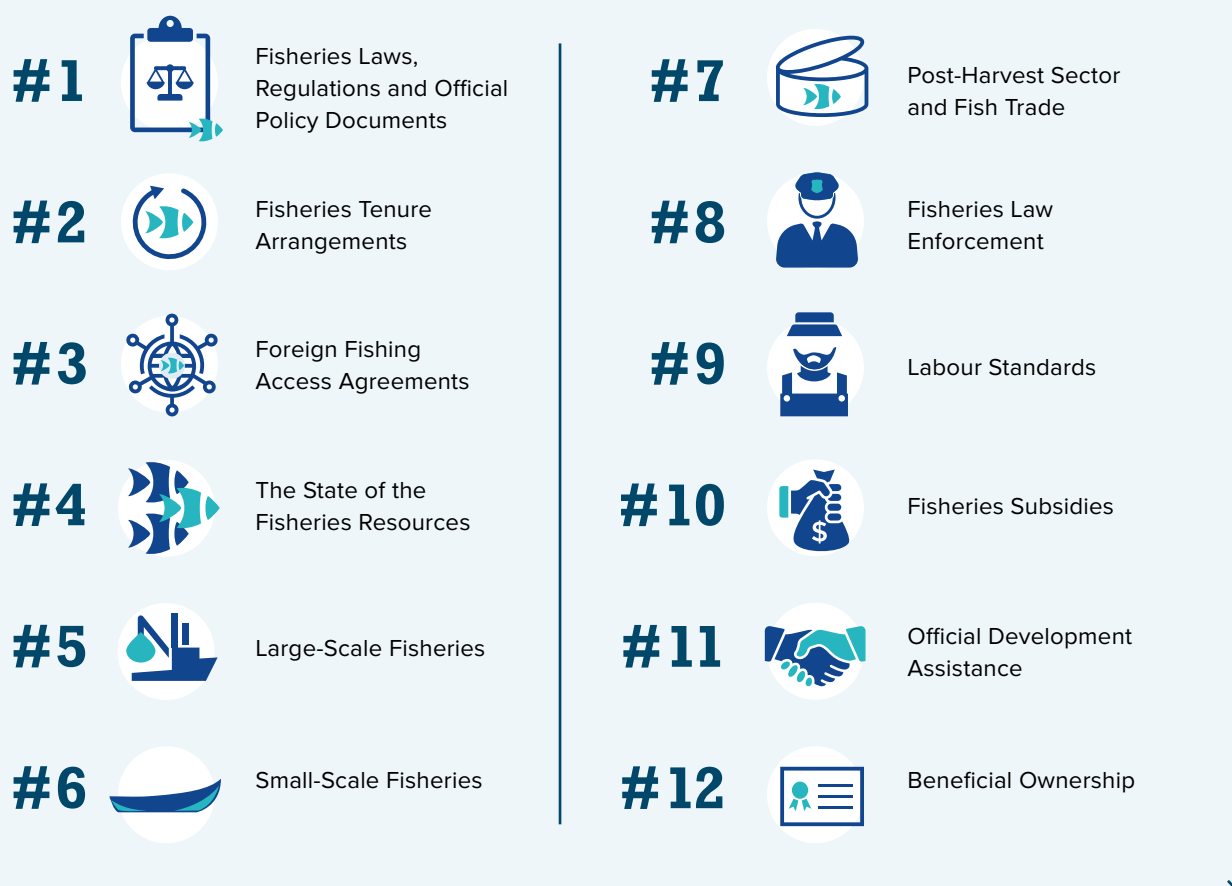 #1
Fisheries Laws,
Regulations and Official
Policy Documents
#2
Fisheries Tenure
Arrangements
#3
Foreign Fishing
Access Agreements
#4
The State of the
Fisheries Resources
#5
Large-Scale Fisheries
#6
Small-Scale Fisheries
#7
Post-Harvest Sector
and Fish Trade
#8
Fisheries Law
Enforcement
#9
Labour Standards
#10
$
Fisheries Subsidies
#11
Official Development
Assistance
#12
Beneficial Ownership